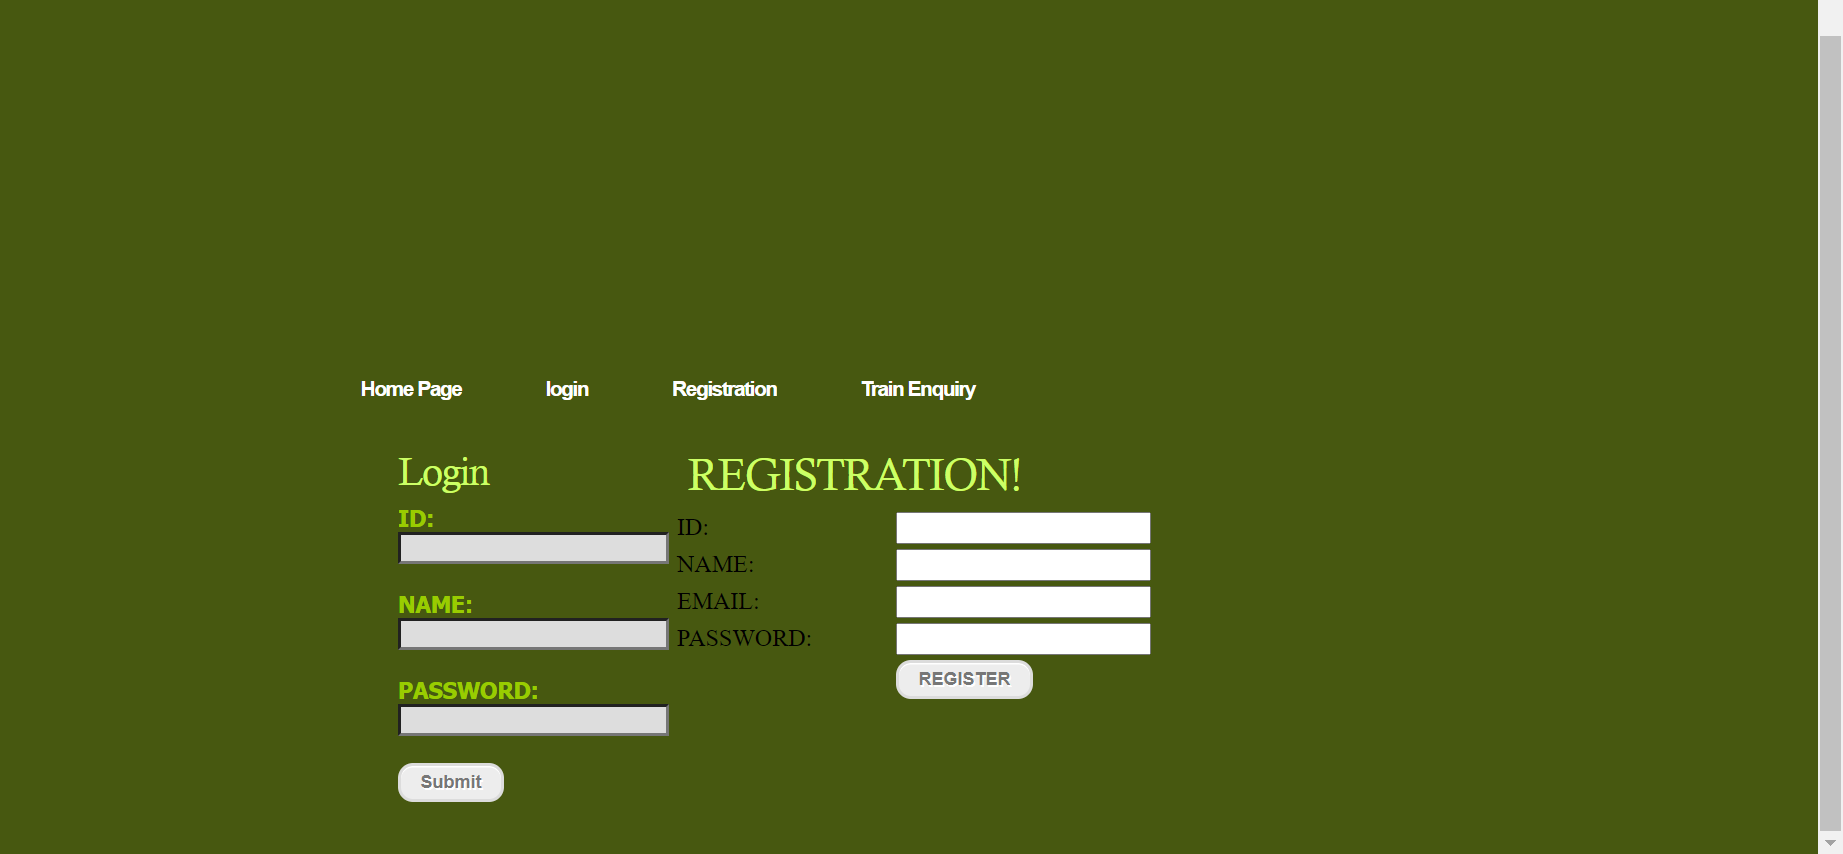 Home Page login Registration Train Enquiry
Login
ID:
NAME:
PASSWORD:
Submit
REGISTRATION!
ID:
NAME:
EMAIL:
PASSWORD:
REGISTER